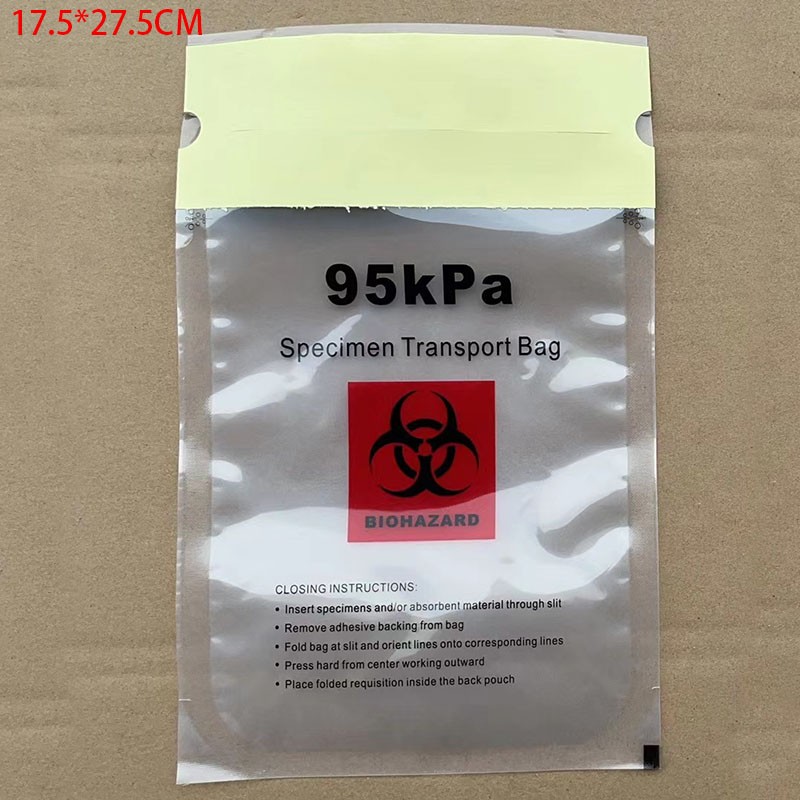 17.5*27.5CM
95kPa
Specimen Transport Bag
BIOHAZARD
CLOSING INSTRUCTIONS:
• Insert specimens and/or absorbent material through slit
• Remove adhesive backing from bag
• Fold bag at slit and orient lines onto corresponding lines
• Press hard from center working outward
• Place folded requisition inside the back pouch